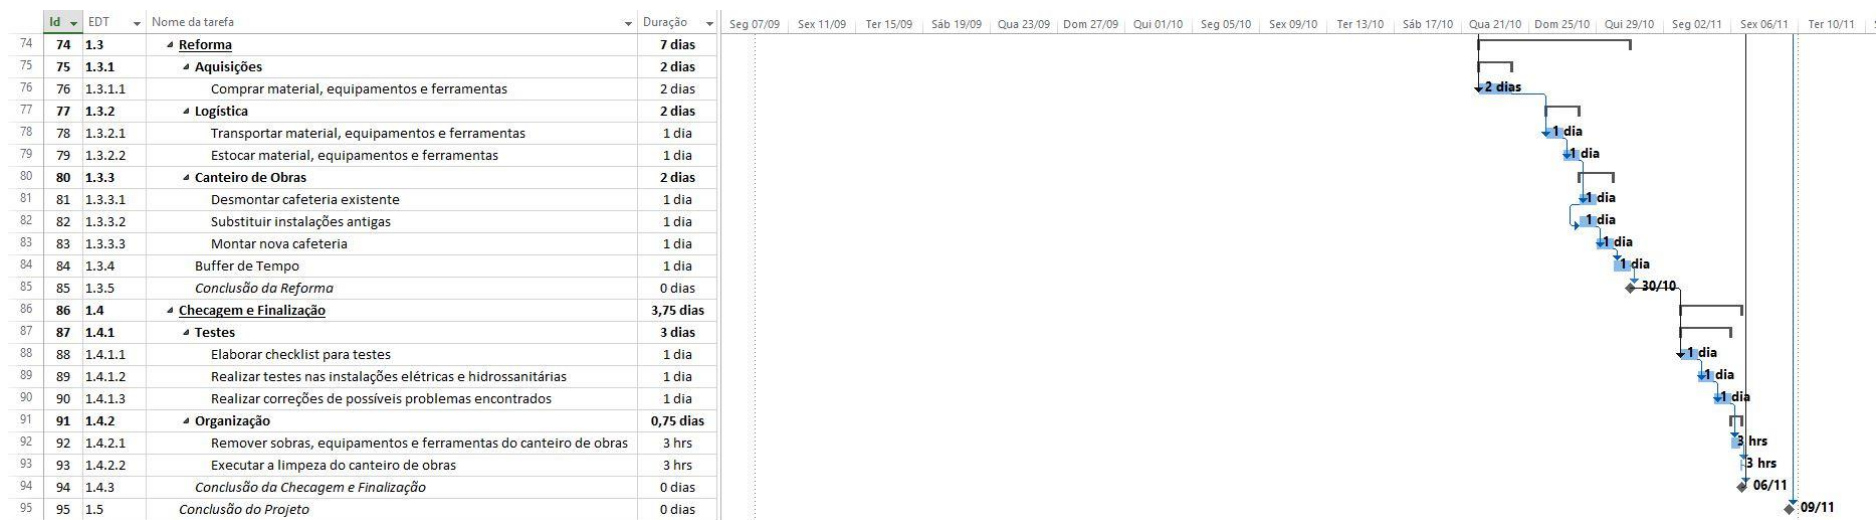 Id EDT Nome da tarefa Duração Seg 07/09 Sex 11/09 Ter 15/09 Sáb 19/09 Qua 23/09 Dom 27/09 Qui 01/10 Seg 05/10 Sex 09/10 Ter 13/10 Sáb 17/10 Qua 21/10 Dom 25/10 Qui 29/10 Seg 02/11 Sex 06/11 Ter 10/11
74 74 1.3 Reforma 7 dias
75 75 1.3.1 Aquisições 2 dias
76 76 1.3.1.1 Comprar material, equipamentos e ferramentas 2 dias 2 dias
77 77 1.3.2 Logística 2 dias
78 78 1.3.2.1 Transportar material, equipamentos e ferramentas 1 dia 1 dia
79 79 1.3.2.2 Estocar material, equipamentos e ferramentas 1 dia 1 dia
80 80 1.3.3 Canteiro de Obras 2 dias
81 81 1.3.3.1 Desmontar cafeteria existente 1 dia 1 dia
82 82 1.3.3.2 Substituir instalações antigas 1 dia 1 dia
83 83 1.3.3.3 Montar nova cafeteria 1 dia 1 dia
84 84 1.3.4 Buffer de Tempo 1 dia 1 dia
85 85 1.3.5 Conclusão da Reforma 0 dias 30/10
86 86 1.4 Checagem e Finalização 3,75 dias
87 87 1.4.1 Testes 3 dias
88 88 1.4.1.1 Elaborar checklist para testes 1 dia 1 dia
89 89 1.4.1.2 Realizar testes nas instalações elétricas e hidrossanitárias 1 dia 1 dia
90 90 1.4.1.3 Realizar correções de possíveis problemas encontrados 1 dia 1 dia
91 91 1.4.2 Organização 0,75 dias
92 92 1.4.2.1 Remover sobras, equipamentos e ferramentas do canteiro de obras 3 hrs 3 hrs
93 93 1.4.2.2 Executar a limpeza do canteiro de obras 3 hrs 3 hrs
94 94 1.4.3 Conclusão da Checagem e Finalização 0 dias 06/11
95 95 1.5 Conclusão do Projeto 0 dias 09/11